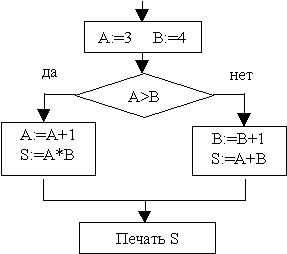 A:=3 B:=4
да
нет
A>B
A:=A+1
S:=A*B
B:=B+1
S:=A+B
Печать S